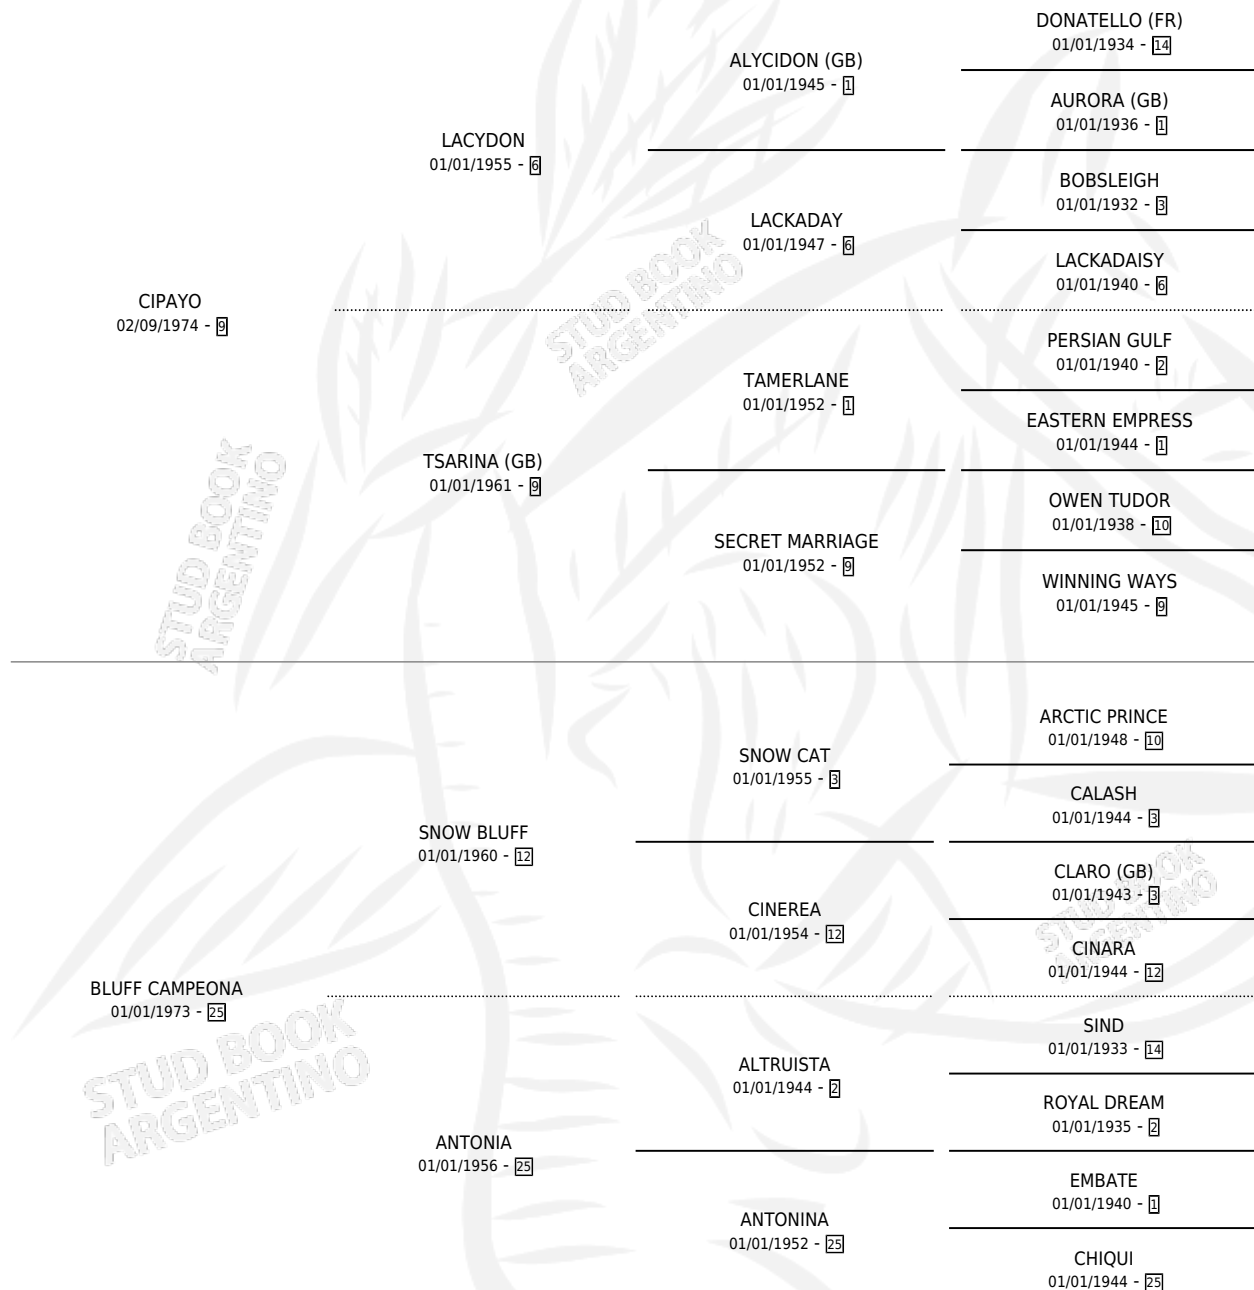 DONATELLO (FR)
01/01/1934 - 14
ALYCIDON (GB)
01/01/1945 - 1
AURORA (GB)
01/01/1936 - 1
LACYDON
01/01/1955 - 6
BOBSLEIGH
01/01/1932 - 3
LACKADAY
01/01/1947 - 6
LACKADAISY
01/01/1940 - 6
CIPAYO
02/09/1974 - 9
PERSIAN GULF
01/01/1940 - 2
TAMERLANE
01/01/1952 - 1
EASTERN EMPRESS
01/01/1944 - 1
TSARINA (GB)
01/01/1961 - 9
OWEN TUDOR
01/01/1938 - 10
SECRET MARRIAGE
01/01/1952 - 9
WINNING WAYS
01/01/1945 - 9
ARCTIC PRINCE
01/01/1948 - 10
SNOW CAT
01/01/1955 - 3
CALASH
01/01/1944 - 3
SNOW BLUFF
01/01/1960 - 12
CLARO (GB)
01/01/1943 - 3
CINEREA
01/01/1954 - 12
CINARA
01/01/1944 - 12
BLUFF CAMPEONA
01/01/1973 - 25
SIND
01/01/1933 - 14
ALTRUISTA
01/01/1944 - 2
ROYAL DREAM
01/01/1935 - 2
ANTONIA
01/01/1956 - 25
EMBATE
01/01/1940 - 1
ANTONINA
01/01/1952 - 25
CHIQUI
01/01/1944 - 25
STUD BOOK
ARGENTINO
STUD BOOK
ARGENTINO
STUD BOOK
ARGENTINO
STUD BOOK
ARGENTINO